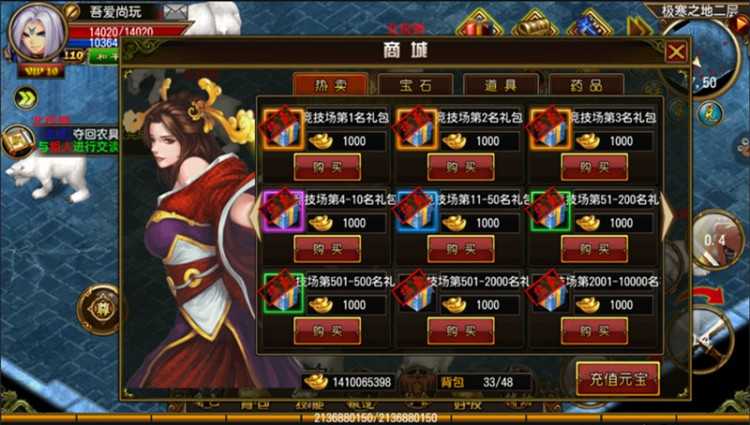 吾爱尚玩
14020/14020
10364
110
VIP 10
极寒之地二层
商城
热卖 宝石 道具 药品
竞技场第1名礼包 竞技场第2名礼包 竞技场第3名礼包
1000 1000 1000
购买 购买 购买
技场第4-10名礼包 技场第11-50名礼包 技场第51-200名礼包
1000 1000 1000
购买 购买 购买
技场第501-500名礼 技场第501-2000名礼 技场第2001-10000名
1000 1000 1000
购买 购买 购买
夺回农具
与猎人进行交谈
0.4
尊
1410065398 背包 33/48 充值元宝
2136880150/2136880150